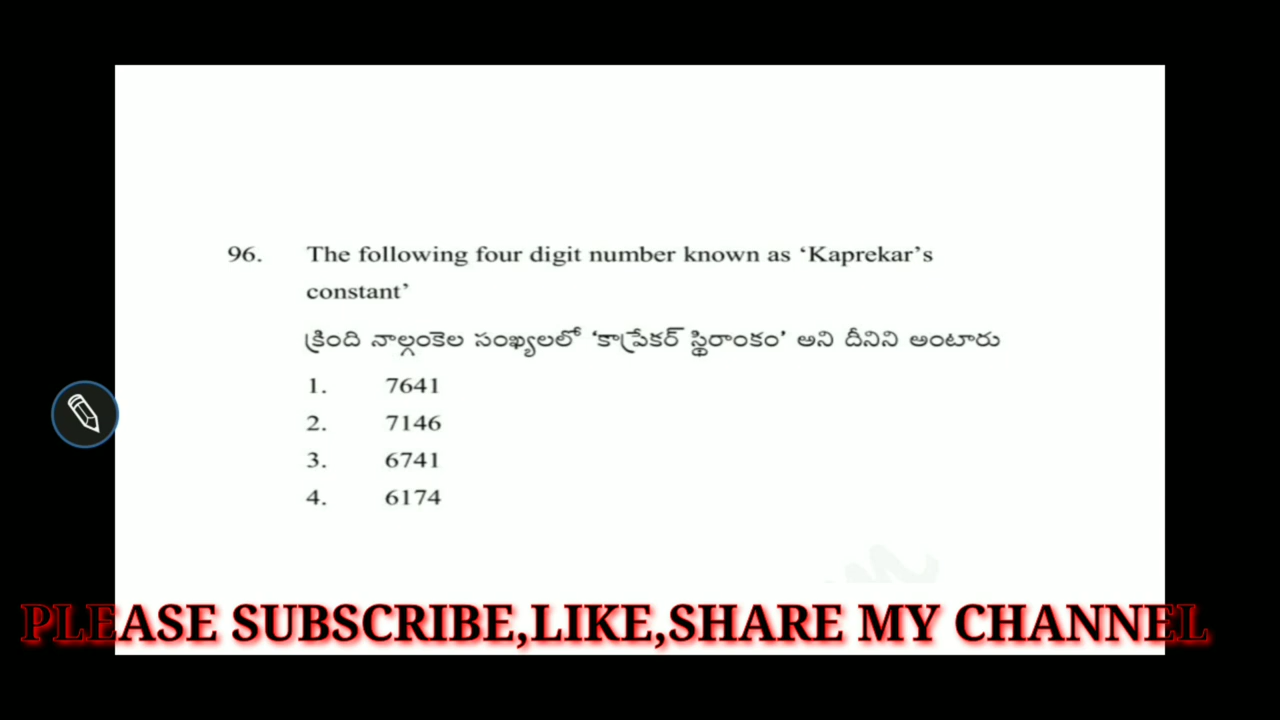 96. The following four digit number known as ‘Kaprekar’s
constant’
క్రింది నాల్గంకెల సంఖ్యలలో ‘కాప్రేకర్ స్థిరాంకం’ అని దీనిని అంటారు
1. 7641
2. 7146
3. 6741
4. 6174
PLEASE SUBSCRIBE,LIKE,SHARE MY CHANNEL